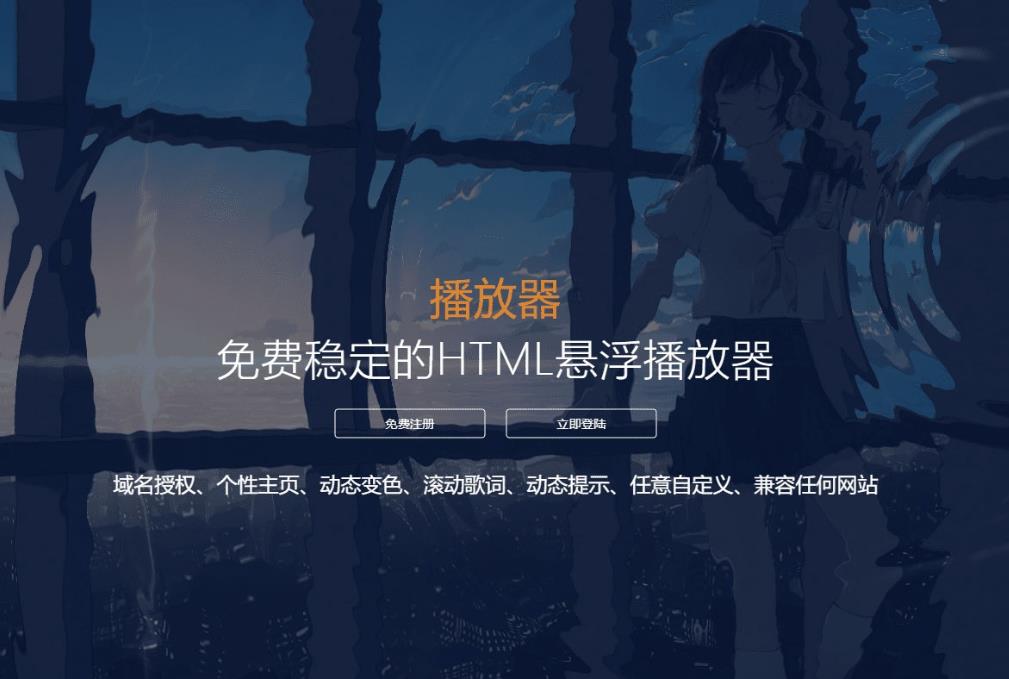 播放器
免费稳定的HTML悬浮播放器
免费注册 立即登陆
域名授权、个性主页、动态变色、滚动歌词、动态提示、任意自定义、兼容任何网站